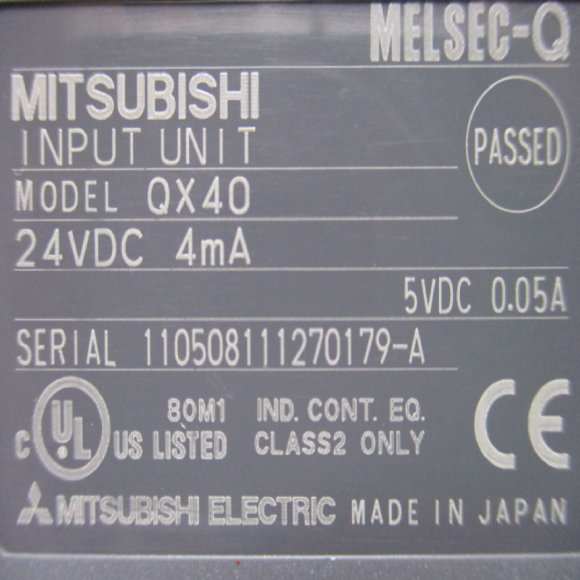 MELSEC-Q
MITSUBISHI
INPUT UNIT
PASSED
MODEL QX40
24VDC 4mA
5VDC 0.05A
SERIAL 110508111270179-A
C UL US LISTED
80M1 IND. CONT. EQ.
CLASS2 ONLY
CE
MITSUBISHI ELECTRIC MADE IN JAPAN